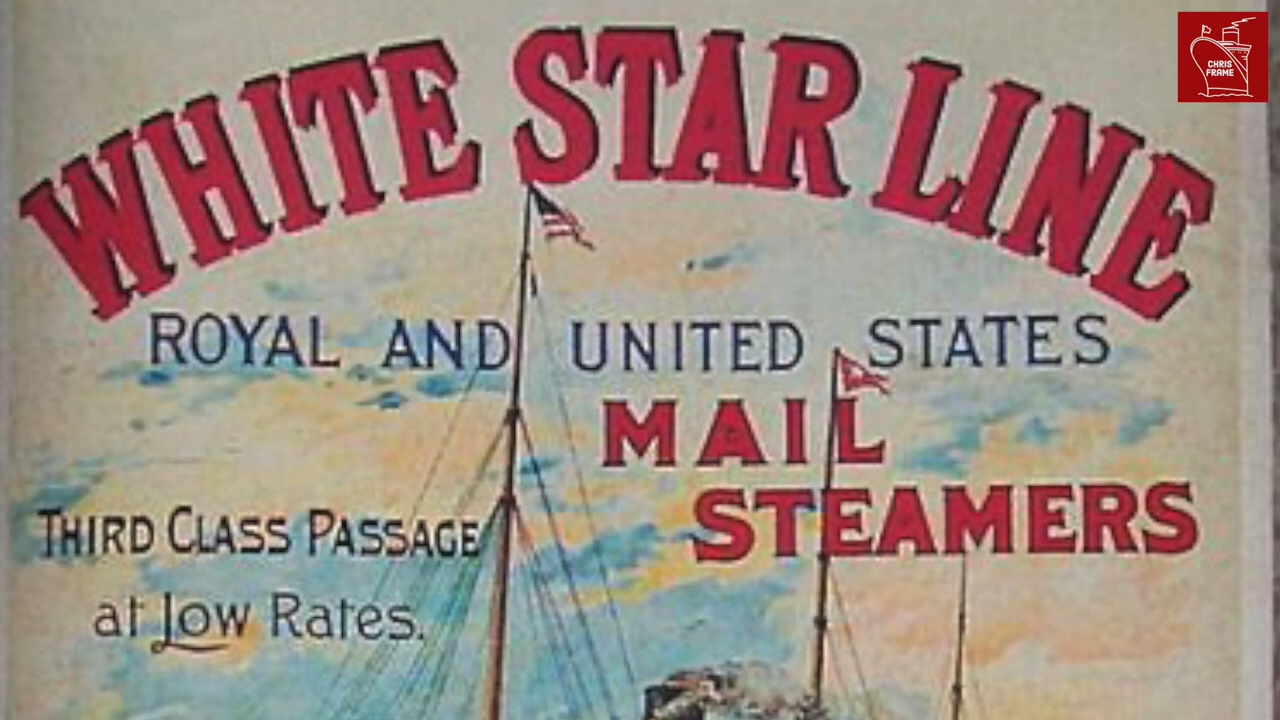 CHRIS
FRAME
WHITE STAR LINE
ROYAL AND UNITED STATES
MAIL
STEAMERS
THIRD CLASS PASSAGE
at Low Rates.